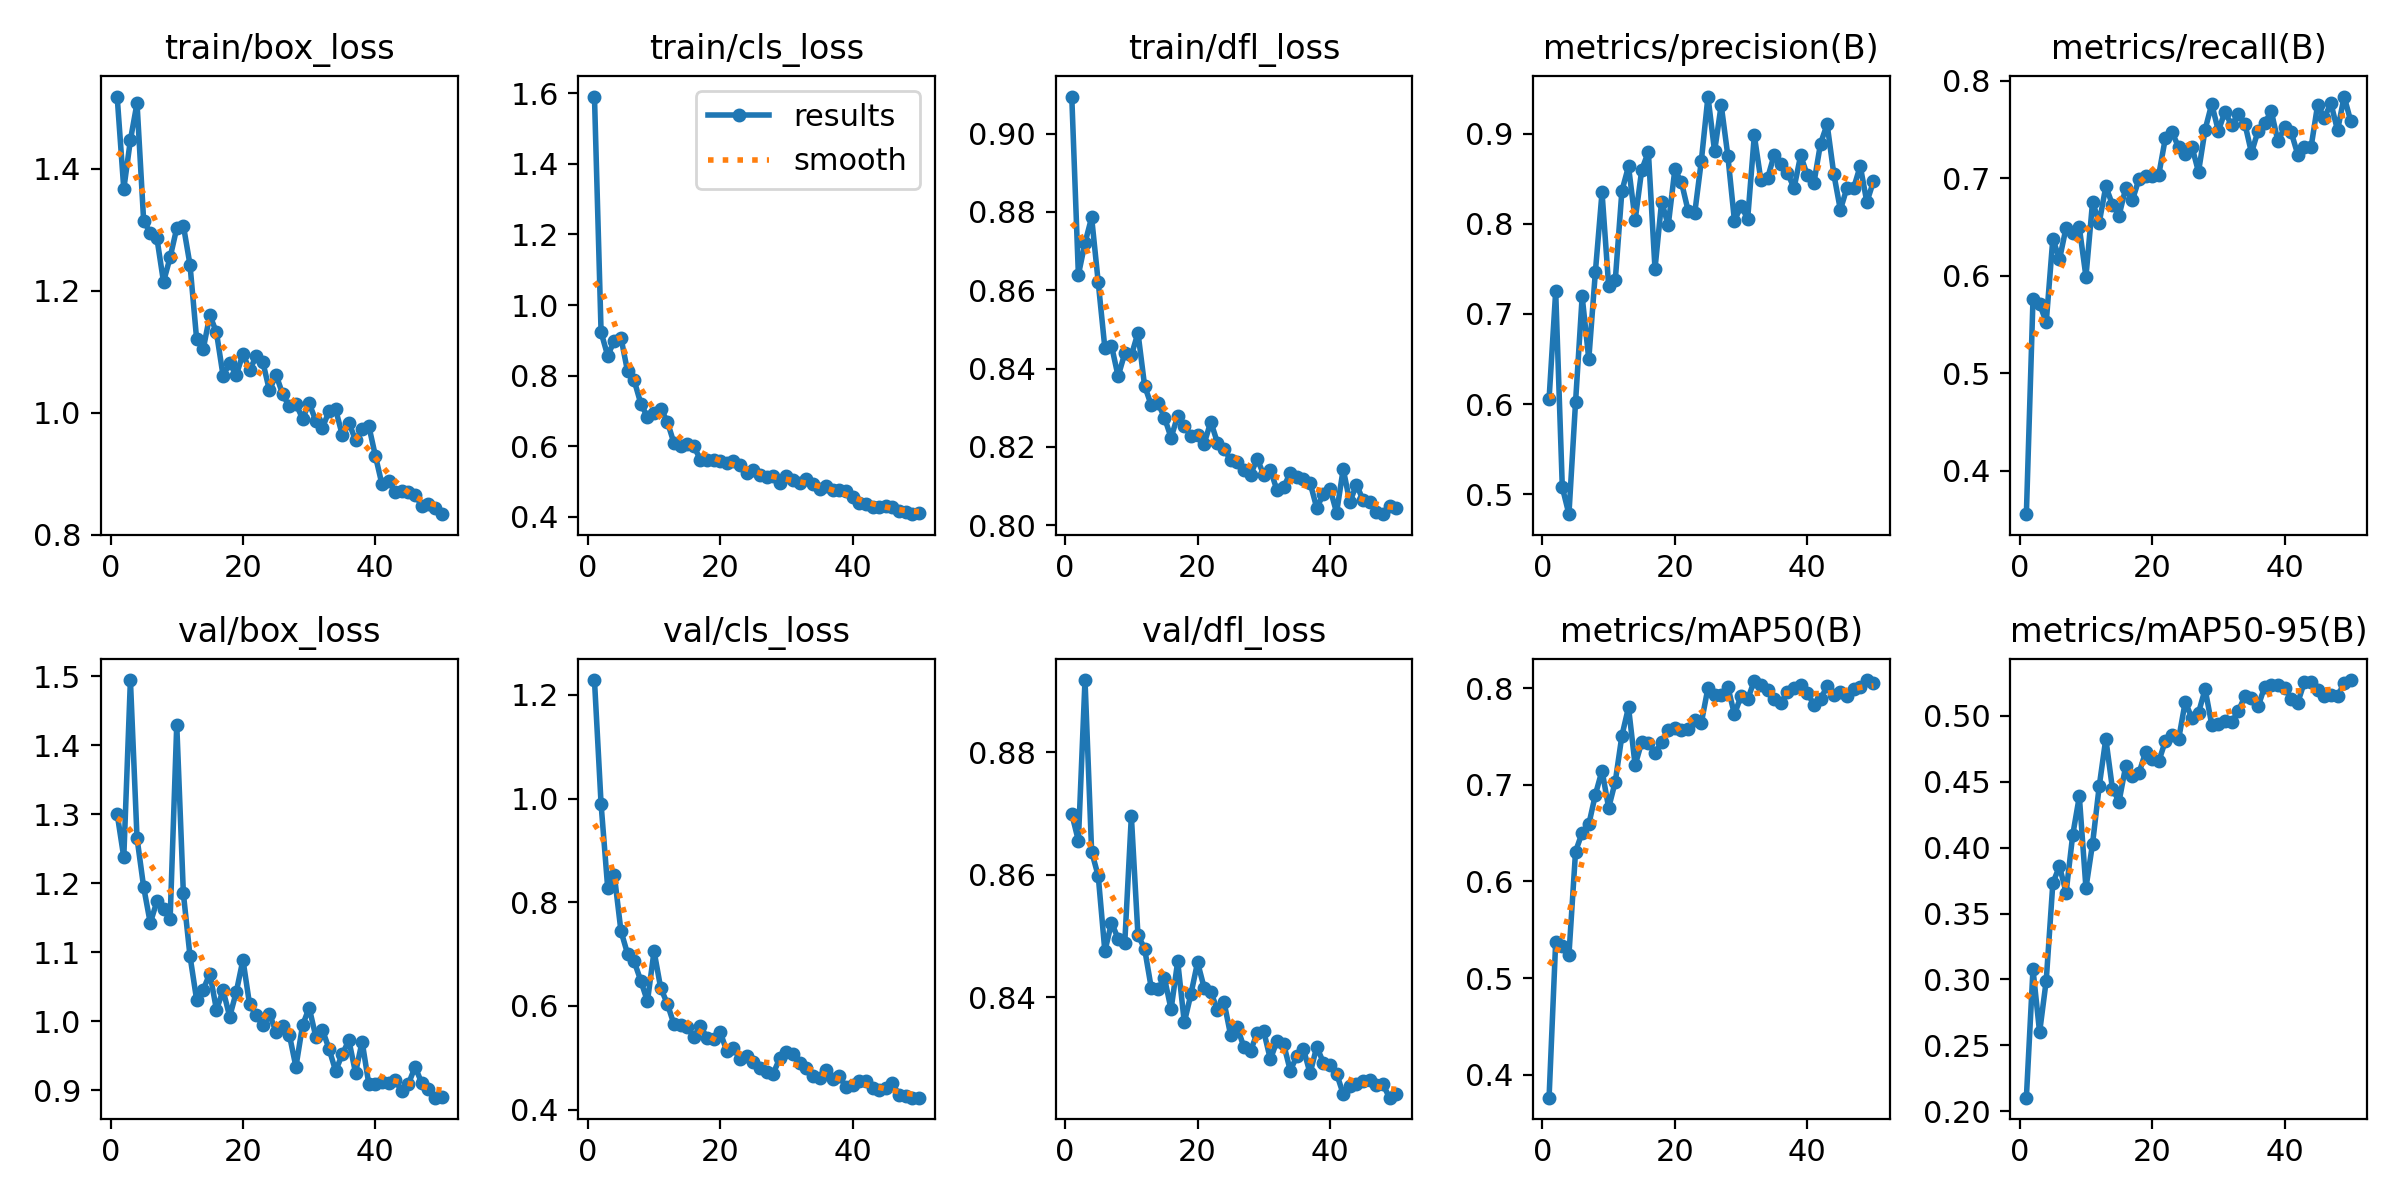 train/box_loss
1.4
1.2
1.0
0.8
0 20 40
train/cls_loss
results
smooth
1.6
1.4
1.2
1.0
0.8
0.6
0.4
0 20 40
train/dfl_loss
0.90
0.88
0.86
0.84
0.82
0.80
0 20 40
metrics/precision(B)
0.9
0.8
0.7
0.6
0.5
0 20 40
metrics/recall(B)
0.8
0.7
0.6
0.5
0.4
0 20 40
val/box_loss
1.5
1.4
1.3
1.2
1.1
1.0
0.9
0 20 40
val/cls_loss
1.2
1.0
0.8
0.6
0.4
0 20 40
val/dfl_loss
0.88
0.86
0.84
0 20 40
metrics/mAP50(B)
0.8
0.7
0.6
0.5
0.4
0 20 40
metrics/mAP50-95(B)
0.50
0.45
0.40
0.35
0.30
0.25
0.20
0 20 40